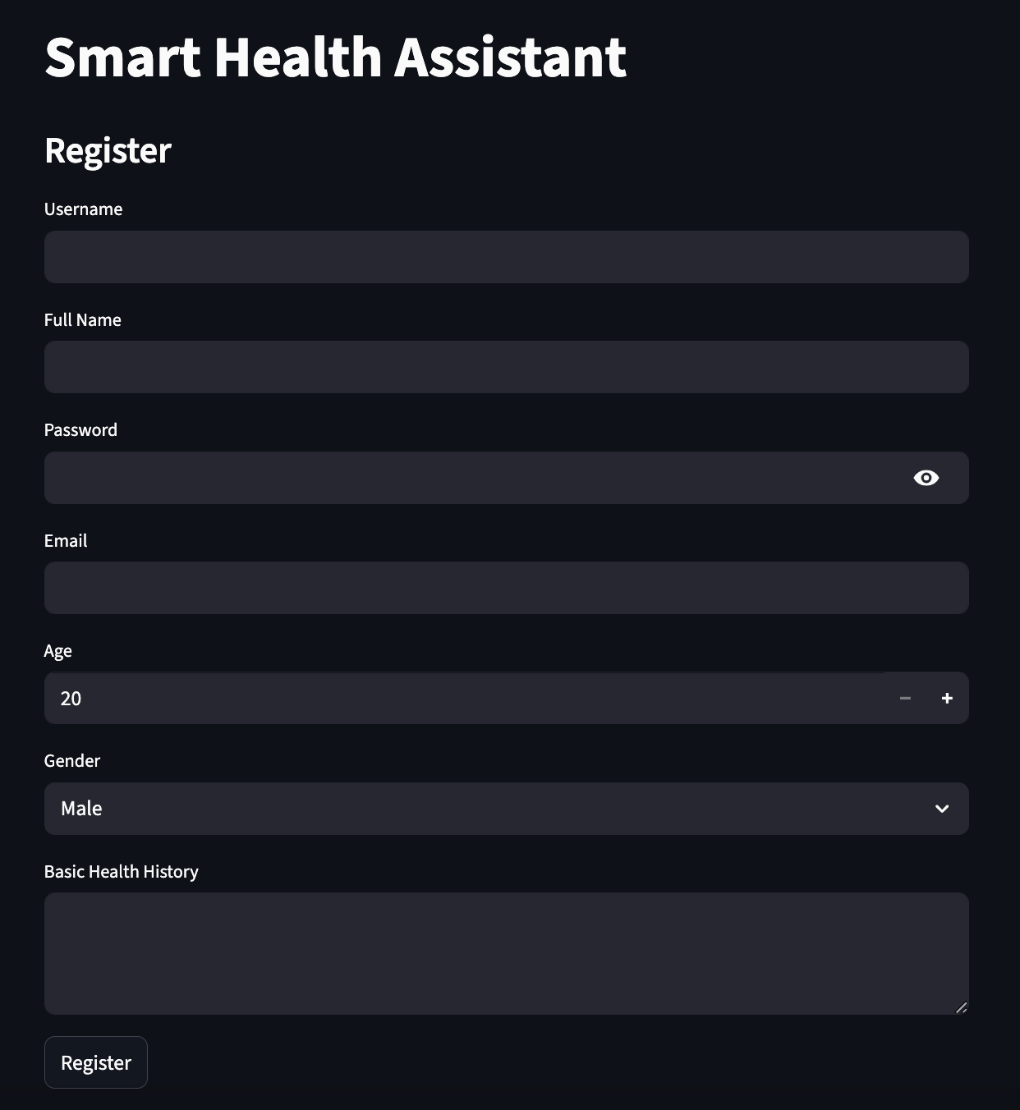 Smart Health Assistant
Register
Username
Full Name
Password
Email
Age
20
Gender
Male
Basic Health History
Register